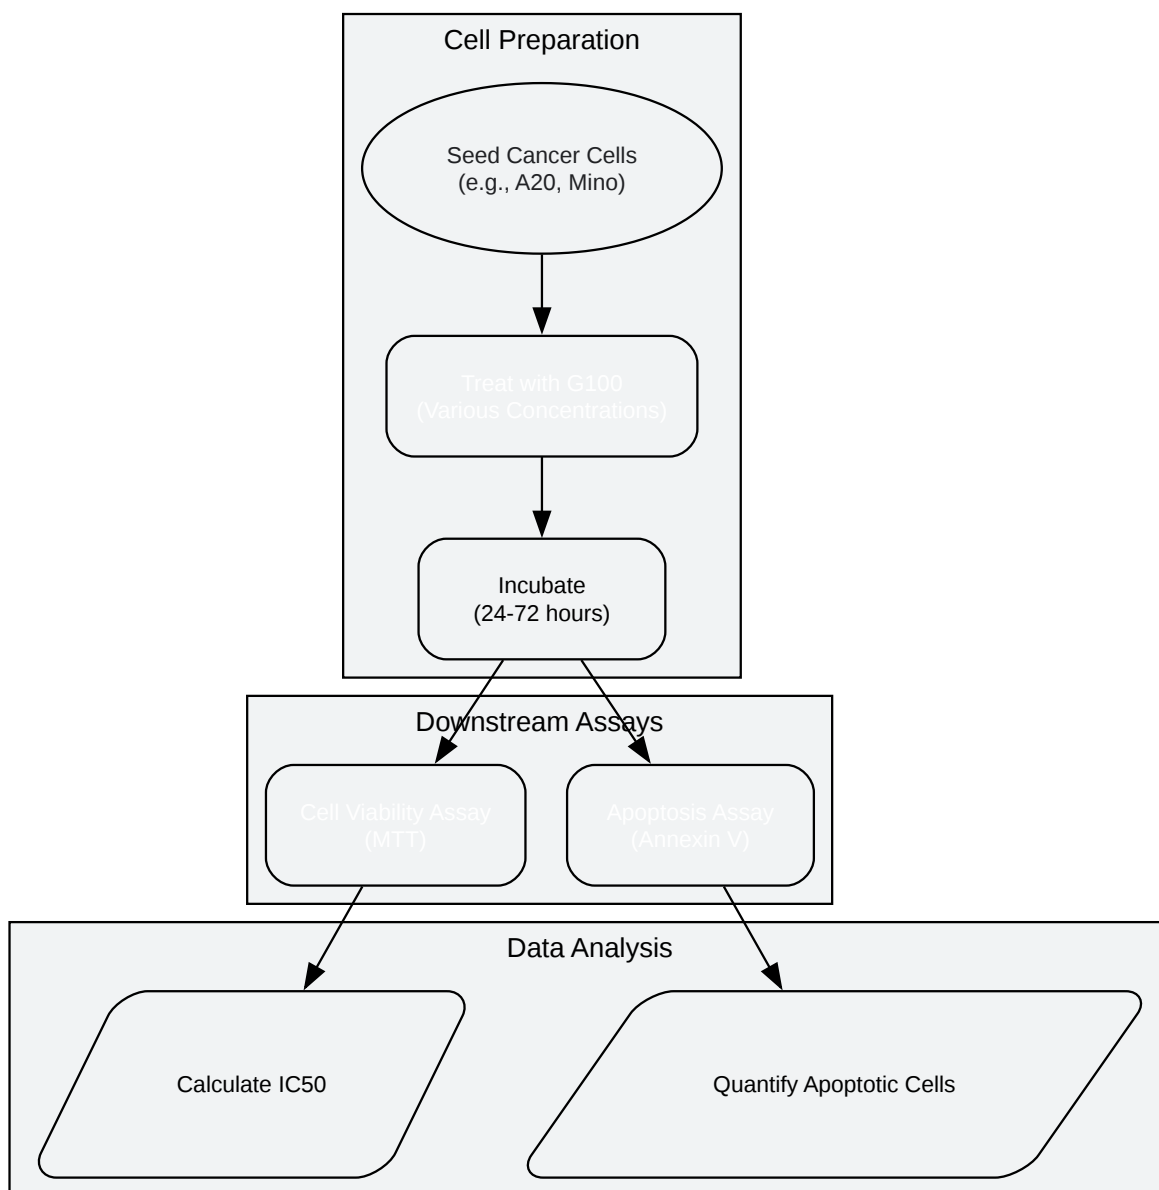 Cell Preparation
Seed Cancer Cells
(e.g., A20, Mino)
Treat with G100
(Various Concentrations)
Incubate
(24-72 hours)
Downstream Assays
Cell Viability Assay
(MTT)
Apoptosis Assay
(Annexin V)
Data Analysis
Calculate IC50
Quantify Apoptotic Cells